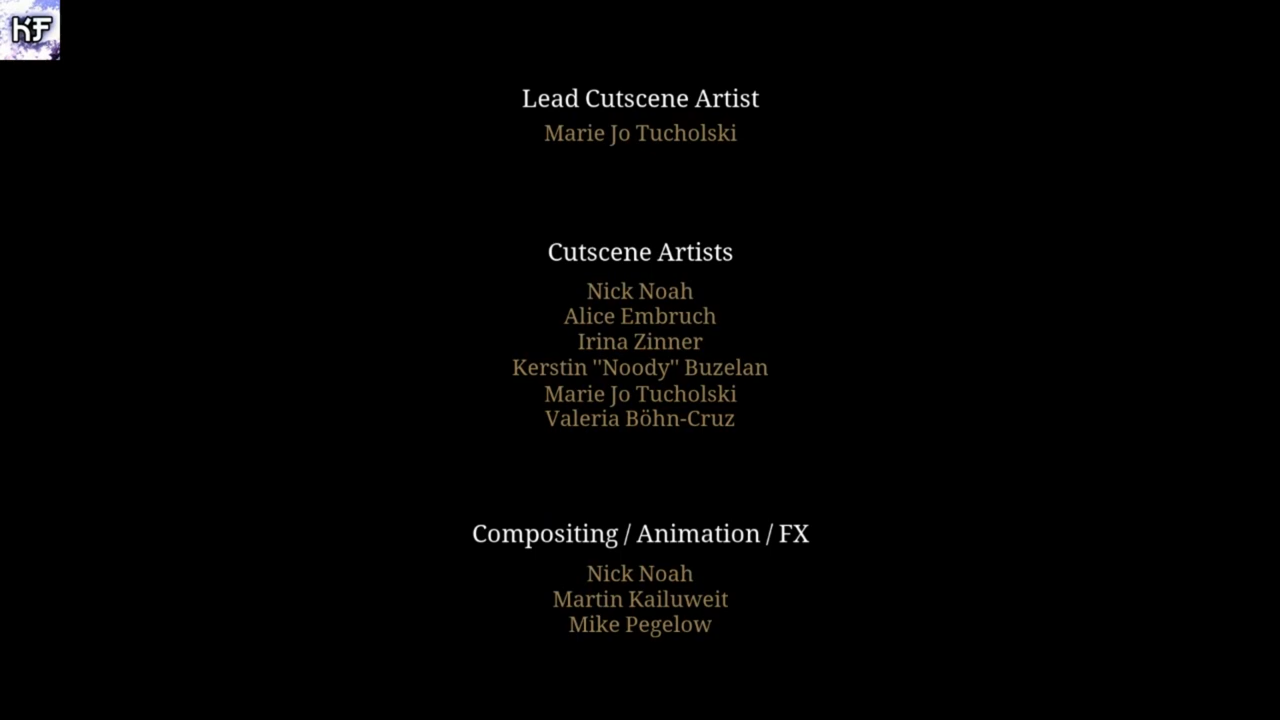 KF
Lead Cutscene Artist
Marie Jo Tucholski
Cutscene Artists
Nick Noah
Alice Embruch
Irina Zinner
Kerstin "Noody" Buzelan
Marie Jo Tucholski
Valeria Böhn-Cruz
Compositing / Animation / FX
Nick Noah
Martin Kailuweit
Mike Pegelow